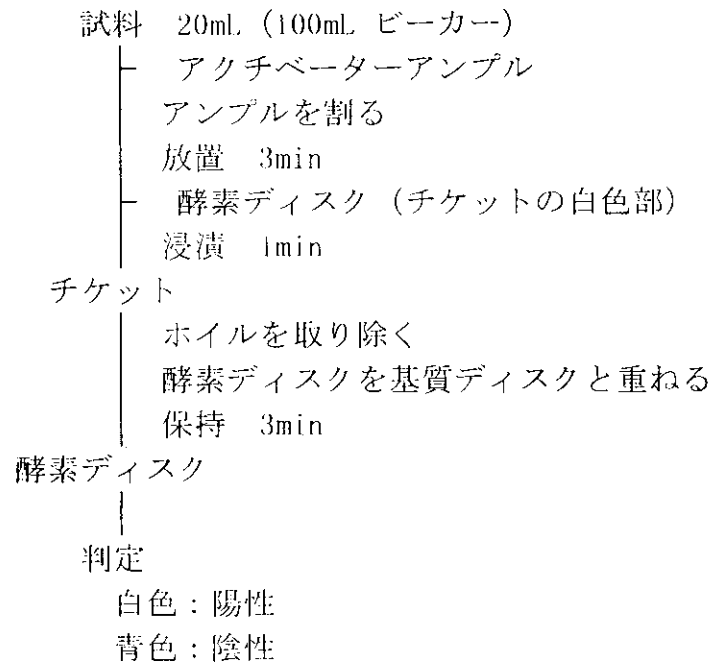 試料 20mL (100mL ビーカー)
アクチベーターアンプル
アンプルを割る
放置 3min
酵素ディスク (チケットの白色部)
浸漬 1min
チケット
ホイルを取り除く
酵素ディスクを基質ディスクと重ねる
保持 3min
酵素ディスク
判定
白色:陽性
青色:陰性